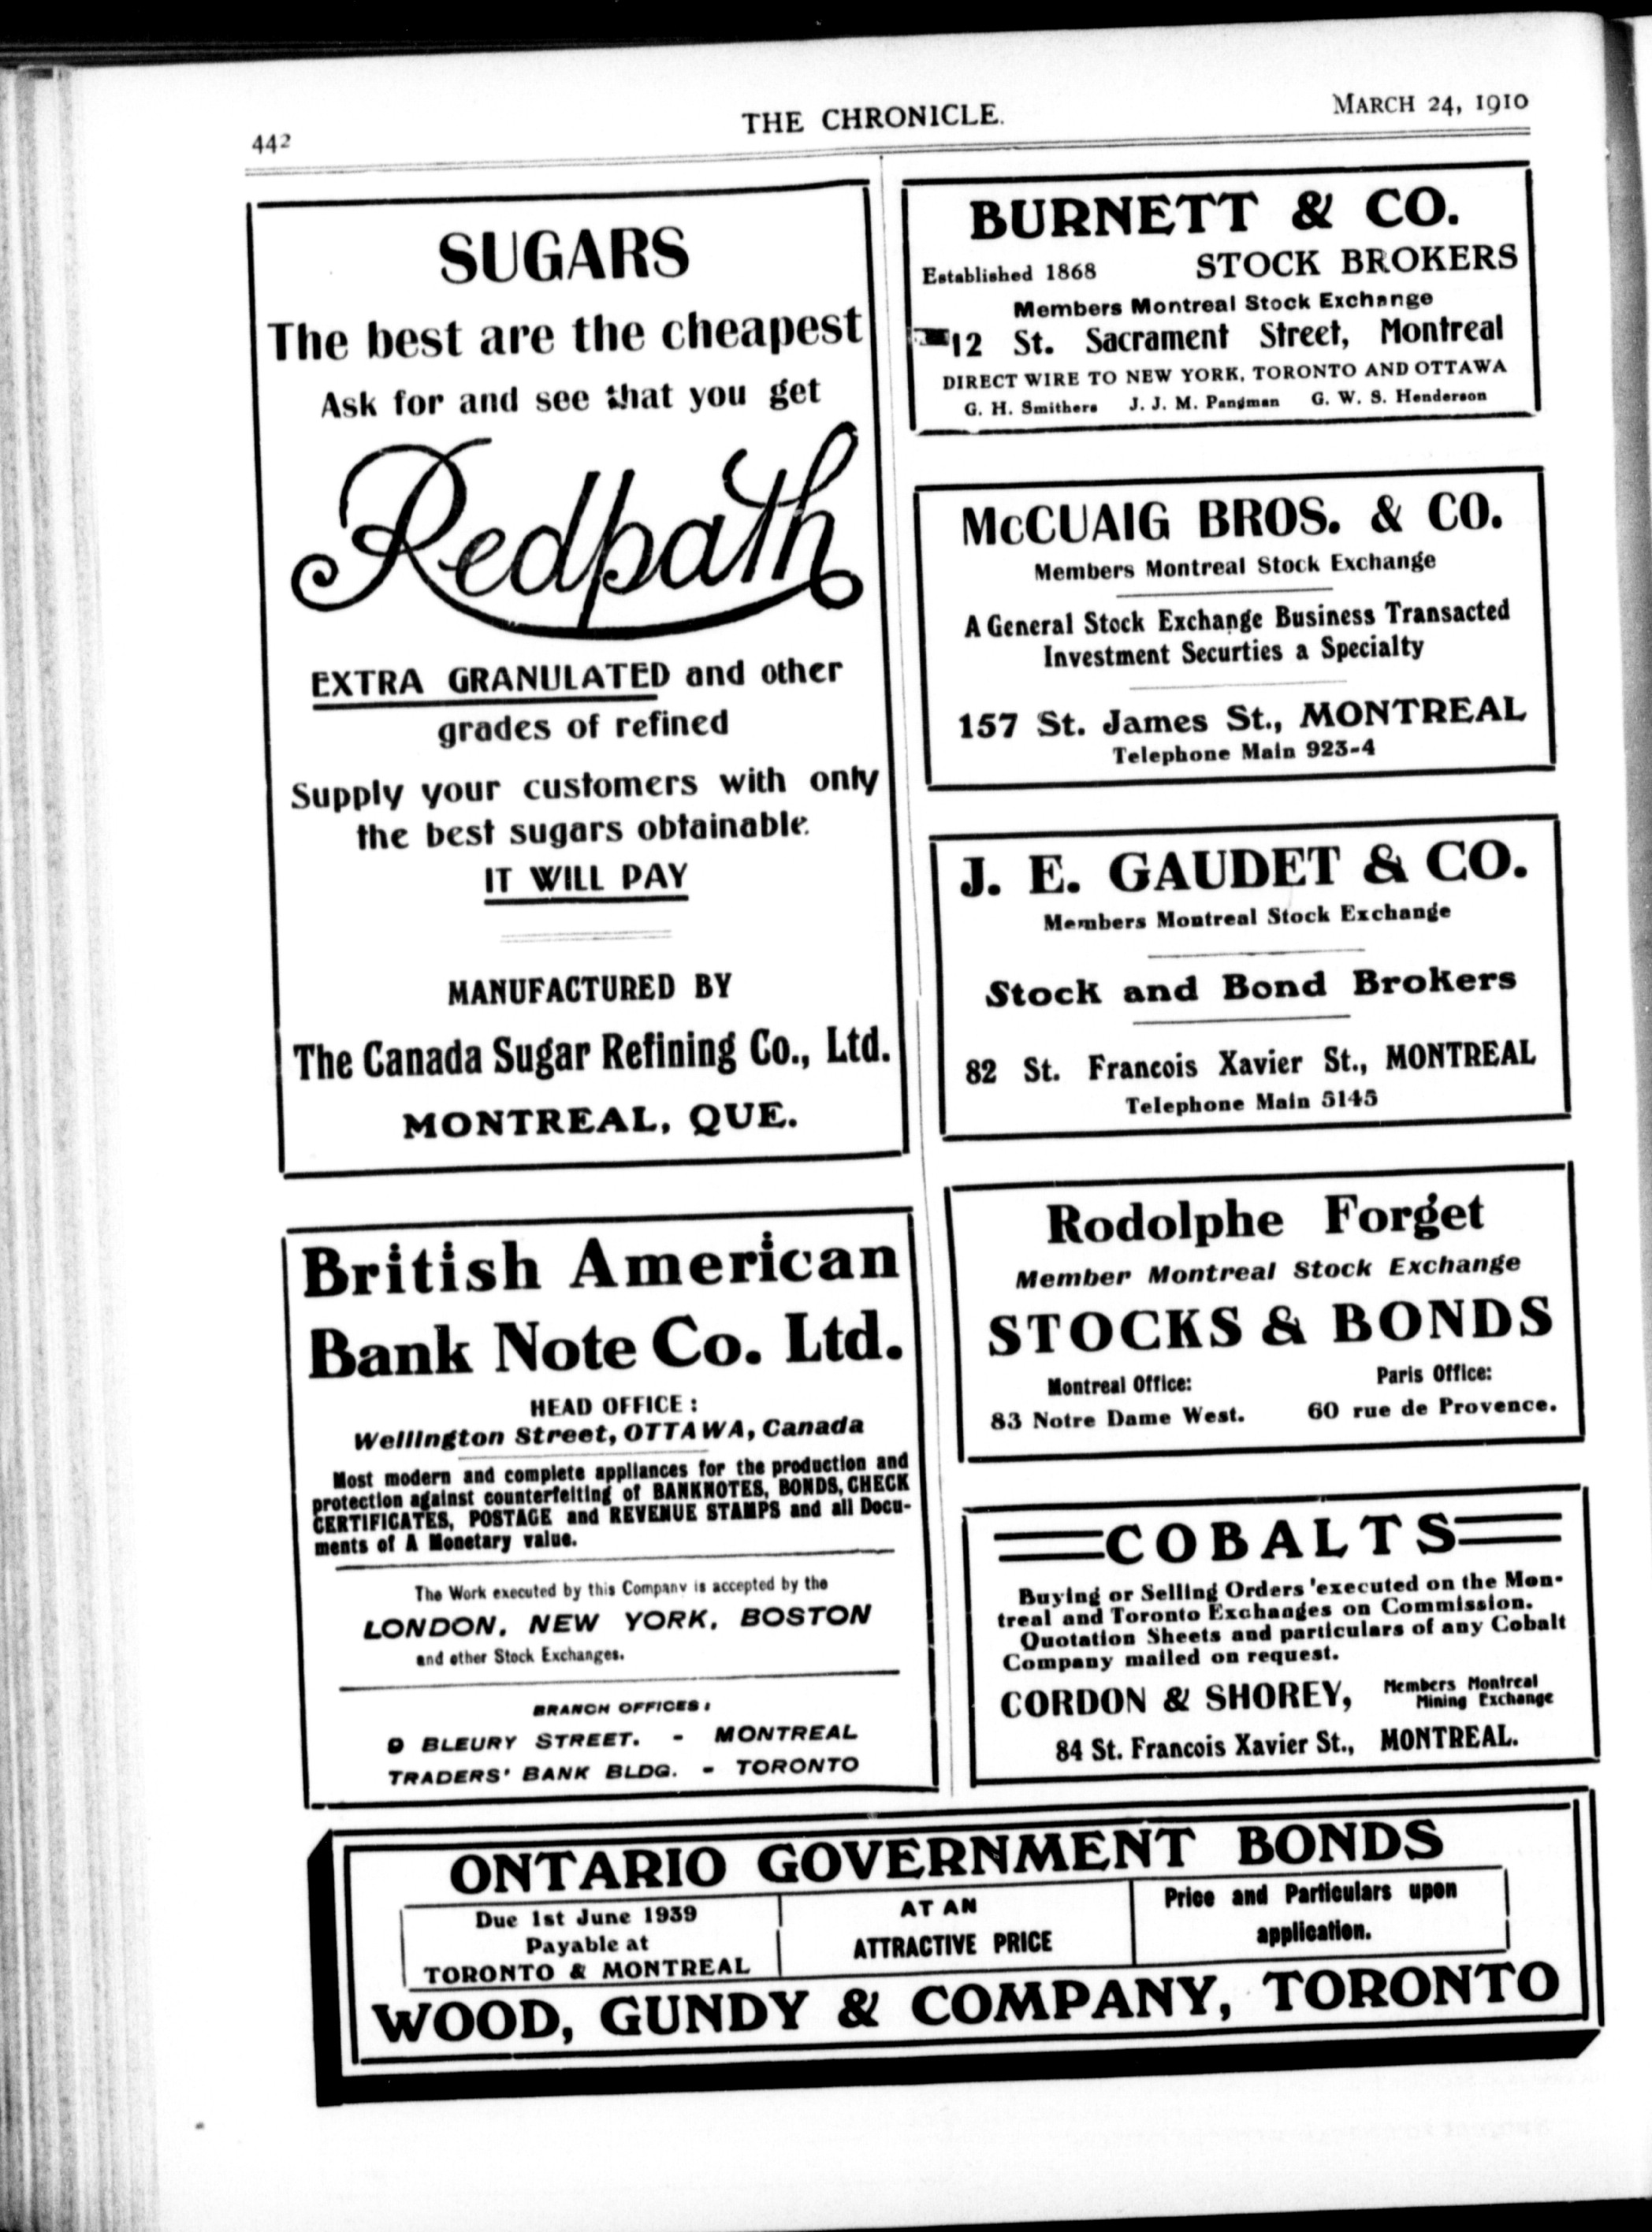 442
THE CHRONICLE.
MARCH 24, 1910
SUGARS
The best are the cheapest
Ask for and see that you get
Redpath
EXTRA GRANULATED and other
grades of refined
Supply your customers with only
the best sugars obtainable.
IT WILL PAY
MANUFACTURED BY
The Canada Sugar Refining Co., Ltd.
MONTREAL, QUE.
British American
Bank Note Co. Ltd.
HEAD OFFICE:
Wellington Street, OTTAWA, Canada
Most modern and complete appliances for the production and
protection against counterfeiting of BANKNOTES, BONDS, CHECK
CERTIFICATES, POSTAGE and REVENUE STAMPS and all Docu-
ments of A Monetary value.
The Work executed by this Company is accepted by the
LONDON, NEW YORK, BOSTON
and other Stock Exchanges.
BRANCH OFFICES:
9 BLEURY STREET. - MONTREAL
TRADERS' BANK BLDG. - TORONTO
BURNETT & CO.
Established 1868 STOCK BROKERS
Members Montreal Stock Exchange
12 St. Sacrament Street, Montreal
DIRECT WIRE TO NEW YORK, TORONTO AND OTTAWA
G. H. Smithers J. J. M. Pangman G. W. S. Henderson
McCUAIG BROS. & CO.
Members Montreal Stock Exchange
A General Stock Exchange Business Transacted
Investment Securties a Specialty
157 St. James St., MONTREAL
Telephone Main 923-4
J. E. GAUDET & CO.
Members Montreal Stock Exchange
Stock and Bond Brokers
82 St. Francois Xavier St., MONTREAL
Telephone Main 5145
Rodolphe Forget
Member Montreal Stock Exchange
STOCKS & BONDS
Montreal Office: Paris Office:
83 Notre Dame West. 60 rue de Provence.
COBALTS
Buying or Selling Orders 'executed on the Mon-
treal and Toronto Exchanges on Commission.
Quotation Sheets and particulars of any Cobalt
Company mailed on request.
CORDON & SHOREY, Members Montreal
Mining Exchange
84 St. Francois Xavier St., MONTREAL.
ONTARIO GOVERNMENT BONDS
Due 1st June 1939
Payable at
TORONTO & MONTREAL
AT AN
ATTRACTIVE PRICE
Price and Particulars upon
application.
WOOD, GUNDY & COMPANY, TORONTO